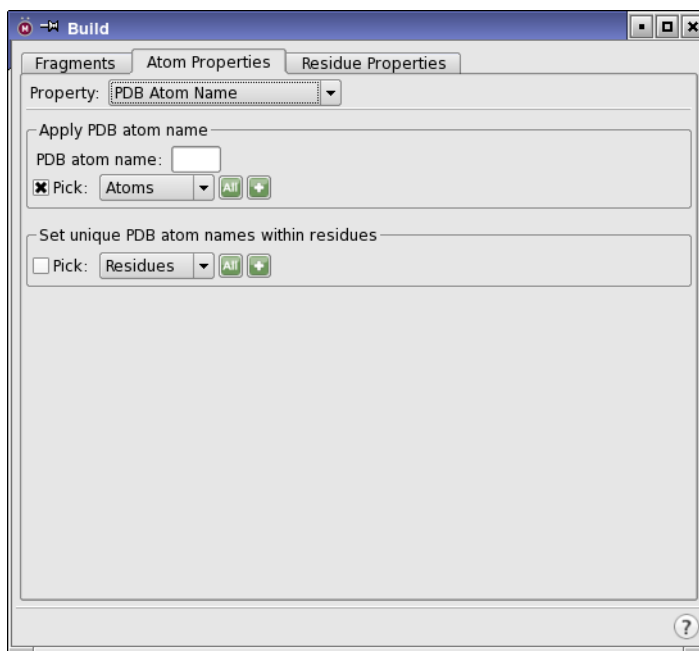 Build
Fragments Atom Properties Residue Properties
Property: PDB Atom Name
Apply PDB atom name
PDB atom name:
Pick: Atoms All +
Set unique PDB atom names within residues
Pick: Residues All +
?